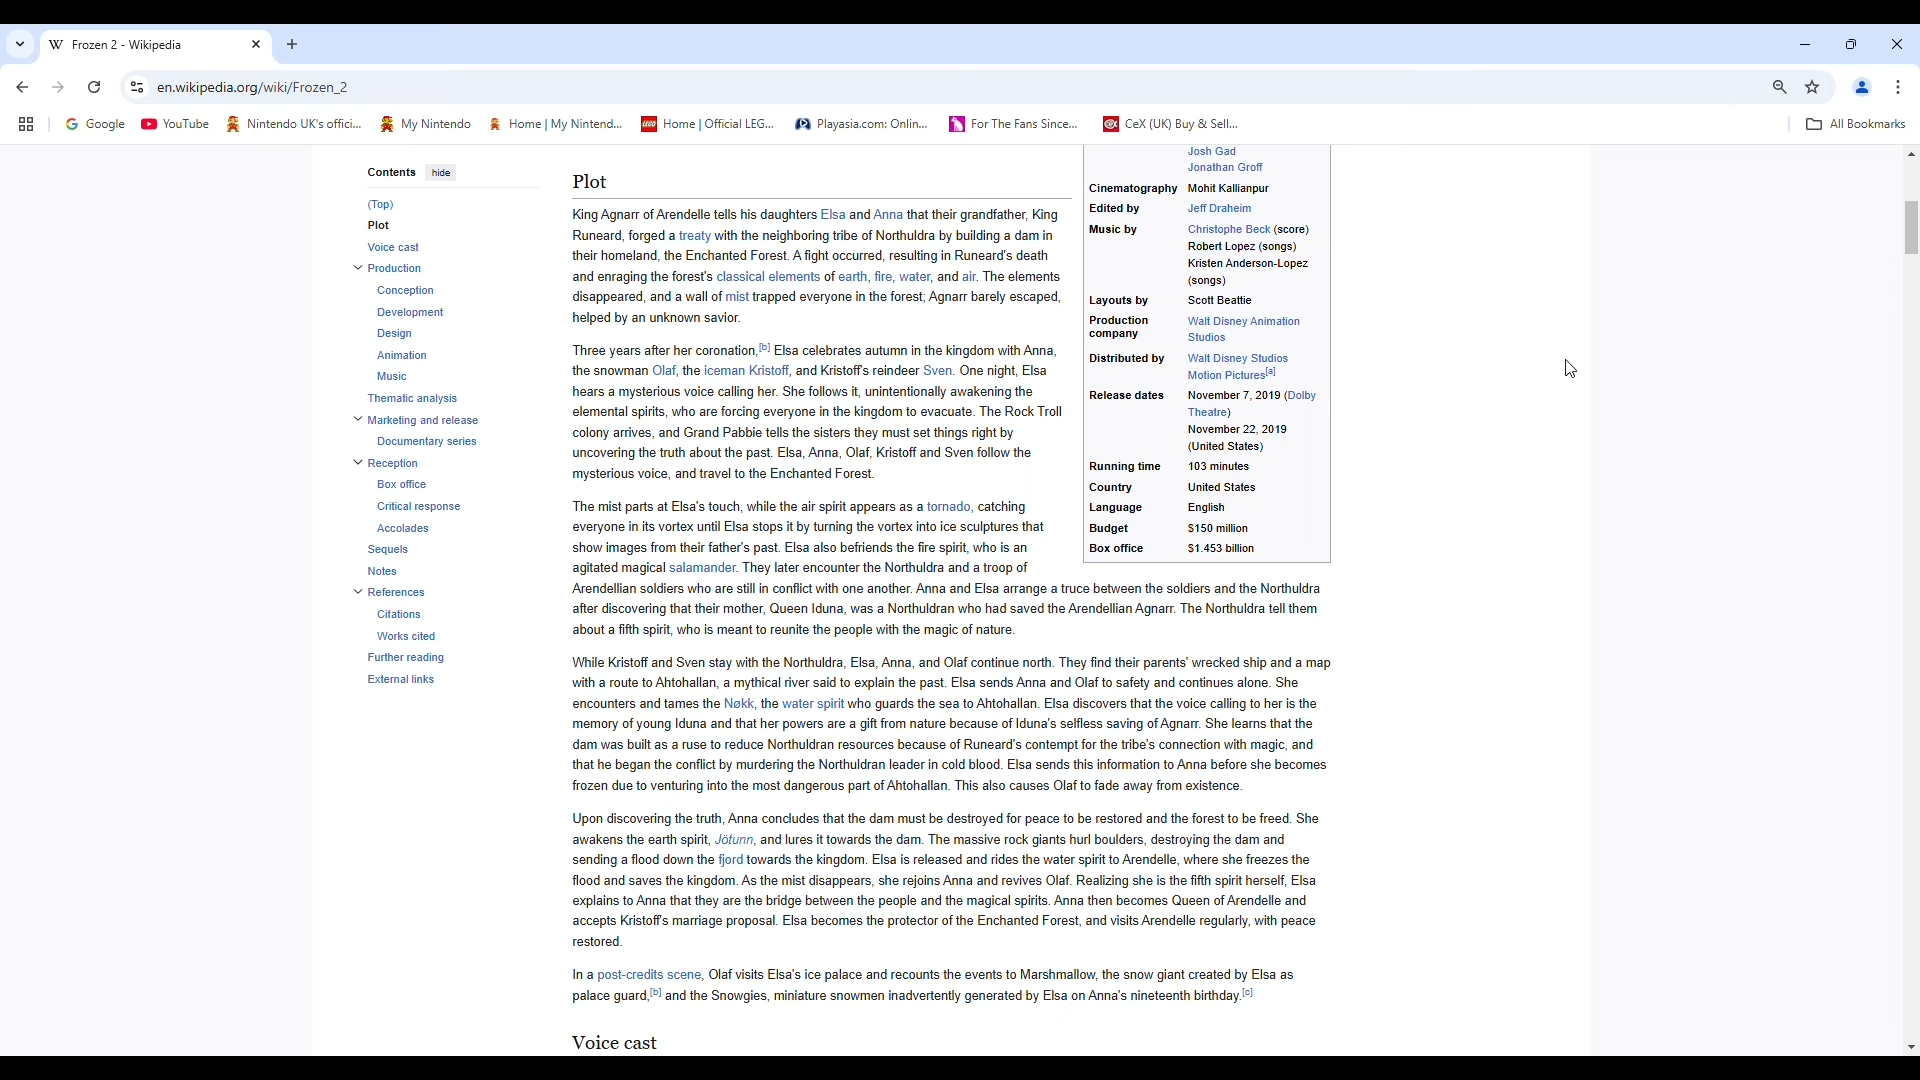 Frozen 2 - Wikipedia
en.wikipedia.org/wiki/Frozen_2
Google YouTube Nintendo UK's offici... My Nintendo Home | My Nintend... Home | Official LEG... Playasia.com: Onlin... For The Fans Since... CeX (UK) Buy & Sell... All Bookmarks
Contents hide
(Top)
Plot
Voice cast
Production
Conception
Development
Design
Animation
Music
Thematic analysis
Marketing and release
Documentary series
Reception
Box office
Critical response
Accolades
Sequels
Notes
References
Citations
Works cited
Further reading
External links
Plot
King Agnarr of Arendelle tells his daughters Elsa and Anna that their grandfather, King
Runeard, forged a treaty with the neighboring tribe of Northuldra by building a dam in
their homeland, the Enchanted Forest. A fight occurred, resulting in Runeard's death
and enraging the forest's classical elements of earth, fire, water, and air. The elements
disappeared, and a wall of mist trapped everyone in the forest; Agnarr barely escaped,
helped by an unknown savior.
Three years after her coronation,[b] Elsa celebrates autumn in the kingdom with Anna,
the snowman Olaf, the iceman Kristoff, and Kristoff's reindeer Sven. One night, Elsa
hears a mysterious voice calling her. She follows it, unintentionally awakening the
elemental spirits, who are forcing everyone in the kingdom to evacuate. The Rock Troll
colony arrives, and Grand Pabbie tells the sisters they must set things right by
uncovering the truth about the past. Elsa, Anna, Olaf, Kristoff and Sven follow the
mysterious voice, and travel to the Enchanted Forest.
The mist parts at Elsa's touch, while the air spirit appears as a tornado, catching
everyone in its vortex until Elsa stops it by turning the vortex into ice sculptures that
show images from their father's past. Elsa also befriends the fire spirit, who is an
agitated magical salamander. They later encounter the Northuldra and a troop of
Arendellian soldiers who are still in conflict with one another. Anna and Elsa arrange a truce between the soldiers and the Northuldra
after discovering that their mother, Queen Iduna, was a Northuldran who had saved the Arendellian Agnarr. The Northuldra tell them
about a fifth spirit, who is meant to reunite the people with the magic of nature.
While Kristoff and Sven stay with the Northuldra, Elsa, Anna, and Olaf continue north. They find their parents' wrecked ship and a map
with a route to Ahtohallan, a mythical river said to explain the past. Elsa sends Anna and Olaf to safety and continues alone. She
encounters and tames the Nøkk, the water spirit who guards the sea to Ahtohallan. Elsa discovers that the voice calling to her is the
memory of young Iduna and that her powers are a gift from nature because of Iduna's selfless saving of Agnarr. She learns that the
dam was built as a ruse to reduce Northuldran resources because of Runeard's contempt for the tribe's connection with magic, and
that he began the conflict by murdering the Northuldran leader in cold blood. Elsa sends this information to Anna before she becomes
frozen due to venturing into the most dangerous part of Ahtohallan. This also causes Olaf to fade away from existence.
Upon discovering the truth, Anna concludes that the dam must be destroyed for peace to be restored and the forest to be freed. She
awakens the earth spirit, Jötunn, and lures it towards the dam. The massive rock giants hurl boulders, destroying the dam and
sending a flood down the fjord towards the kingdom. Elsa is released and rides the water spirit to Arendelle, where she freezes the
flood and saves the kingdom. As the mist disappears, she rejoins Anna and revives Olaf. Realizing she is the fifth spirit herself, Elsa
explains to Anna that they are the bridge between the people and the magical spirits. Anna then becomes Queen of Arendelle and
accepts Kristoff's marriage proposal. Elsa becomes the protector of the Enchanted Forest, and visits Arendelle regularly, with peace
restored.
In a post-credits scene, Olaf visits Elsa's ice palace and recounts the events to Marshmallow, the snow giant created by Elsa as
palace guard,[b] and the Snowgies, miniature snowmen inadvertently generated by Elsa on Anna's nineteenth birthday.[c]
Voice cast
Josh Gad
Jonathan Groff
Cinematography Mohit Kallianpur
Edited by Jeff Draheim
Music by Christophe Beck (score)
Robert Lopez (songs)
Kristen Anderson-Lopez
(songs)
Layouts by Scott Beattie
Production Walt Disney Animation
company Studios
Distributed by Walt Disney Studios
Motion Pictures[a]
Release dates November 7, 2019 (Dolby
Theatre)
November 22, 2019
(United States)
Running time 103 minutes
Country United States
Language English
Budget $150 million
Box office $1.453 billion